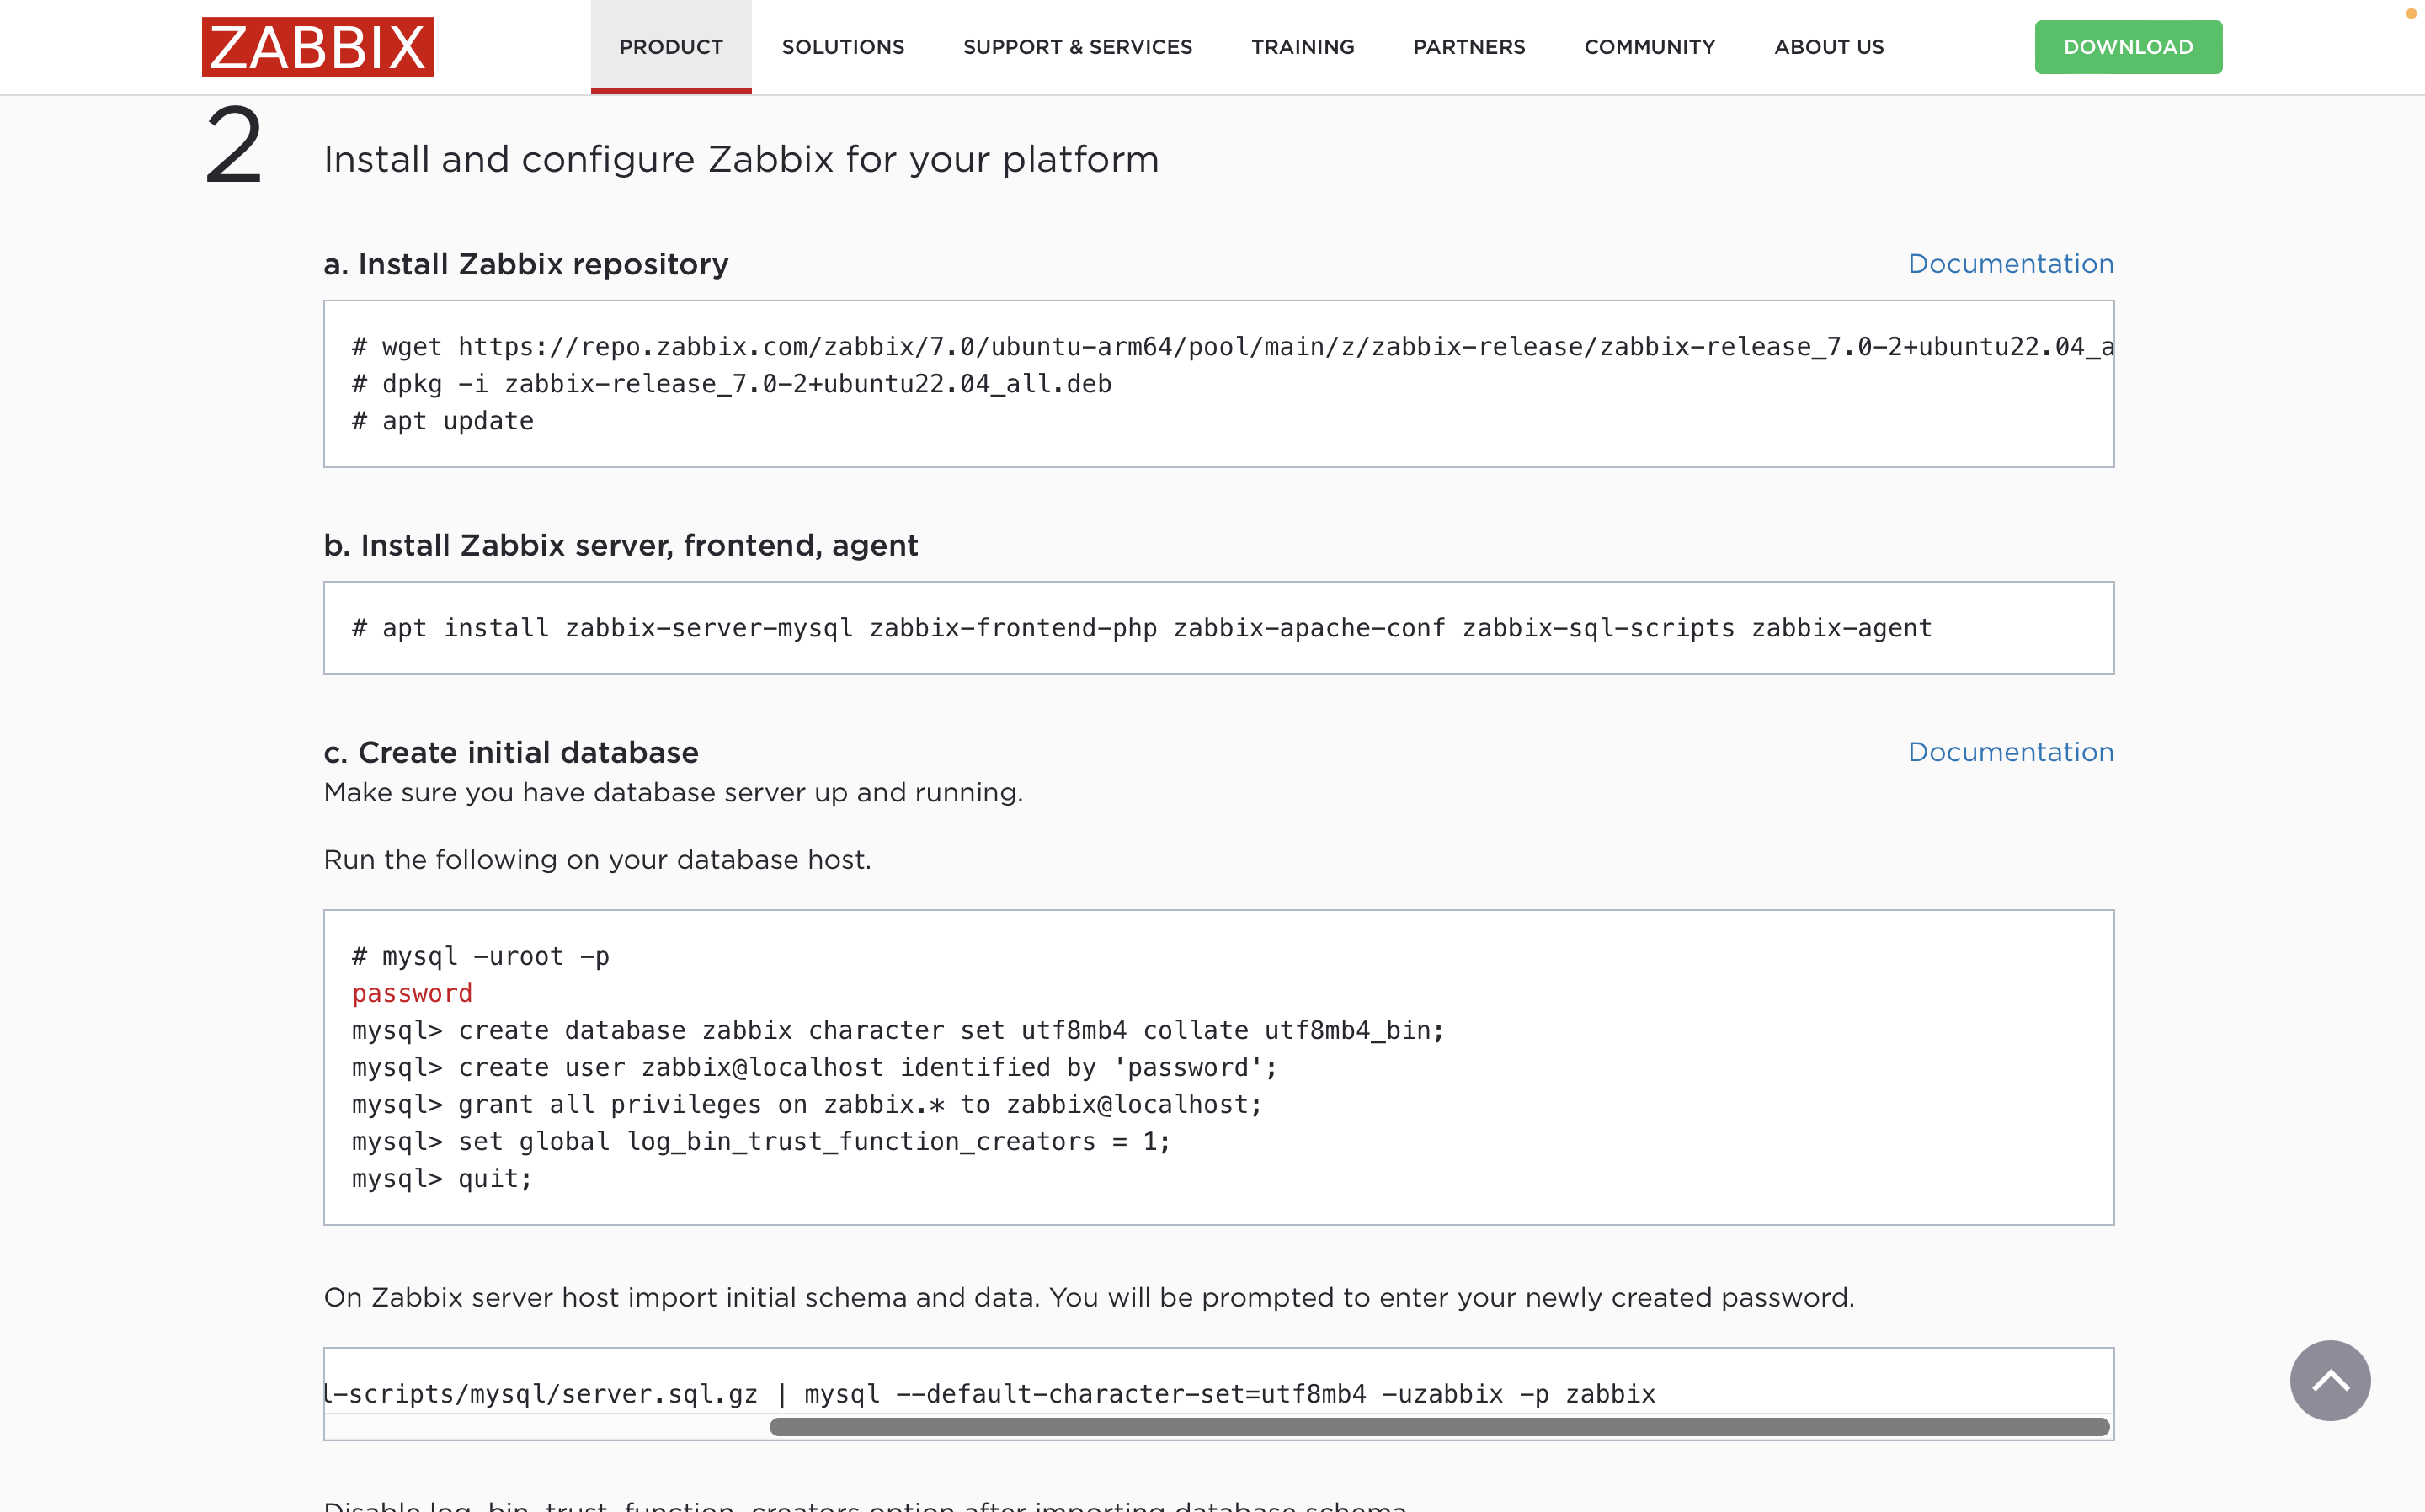 ZABBIX
PRODUCT SOLUTIONS SUPPORT & SERVICES TRAINING PARTNERS COMMUNITY ABOUT US DOWNLOAD
2 Install and configure Zabbix for your platform
a. Install Zabbix repository
Documentation
# wget https://repo.zabbix.com/zabbix/7.0/ubuntu-arm64/pool/main/z/zabbix-release/zabbix-release_7.0-2+ubuntu22.04_a
# dpkg -i zabbix-release_7.0-2+ubuntu22.04_all.deb
# apt update
b. Install Zabbix server, frontend, agent
# apt install zabbix-server-mysql zabbix-frontend-php zabbix-apache-conf zabbix-sql-scripts zabbix-agent
c. Create initial database
Documentation
Make sure you have database server up and running.
Run the following on your database host.
# mysql -uroot -p
password
mysql> create database zabbix character set utf8mb4 collate utf8mb4_bin;
mysql> create user zabbix@localhost identified by 'password';
mysql> grant all privileges on zabbix.* to zabbix@localhost;
mysql> set global log_bin_trust_function_creators = 1;
mysql> quit;
On Zabbix server host import initial schema and data. You will be prompted to enter your newly created password.
l-scripts/mysql/server.sql.gz | mysql --default-character-set=utf8mb4 -uzabbix -p zabbix
Disable log_bin_trust_function_creators option after importing database schema